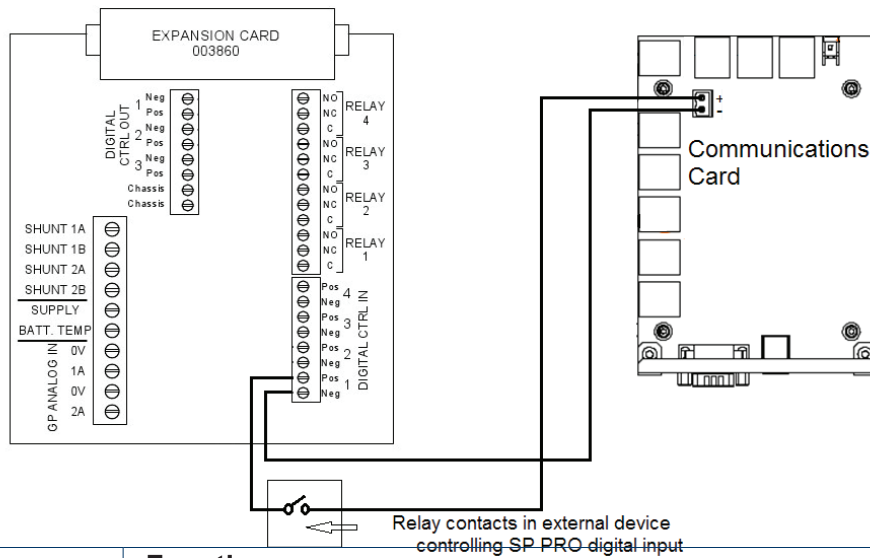 EXPANSION CARD
003860
DIGITAL
CTRL OUT
1 Neg
Pos
2 Neg
Pos
3 Neg
Pos
Chassis
Chassis
NO
NC
C
RELAY
4
NO
NC
C
RELAY
3
NO
NC
C
RELAY
2
NO
NC
C
RELAY
1
SHUNT 1A
SHUNT 1B
SHUNT 2A
SHUNT 2B
SUPPLY
BATT. TEMP
GP ANALOG IN
0V
1A
0V
2A
Pos 4
Neg
Pos 3
Neg
Pos 2
Neg
Pos 1
Neg
DIGITAL CTRL IN
+
-
Communications
Card
Relay contacts in external device
controlling SP PRO digital input